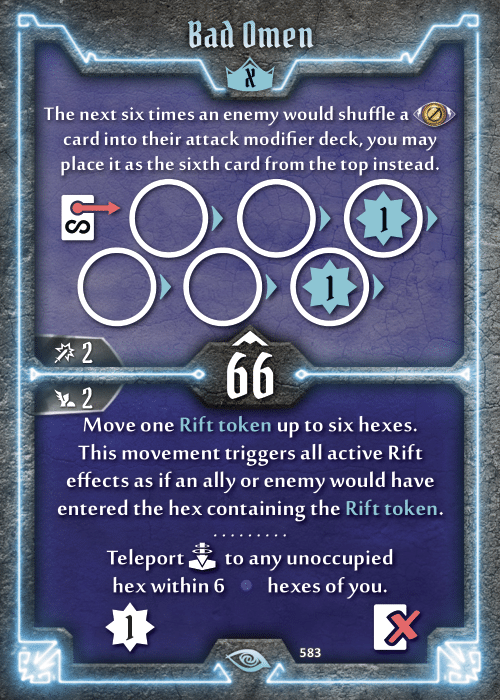 Bad Omen
X
The next six times an enemy would shuffle a
card into their attack modifier deck, you may
place it as the sixth card from the top instead.
1
1
2
66
2
Move one Rift token up to six hexes.
This movement triggers all active Rift
effects as if an ally or enemy would have
entered the hex containing the Rift token.
.........
Teleport to any unoccupied
hex within 6 hexes of you.
1
583